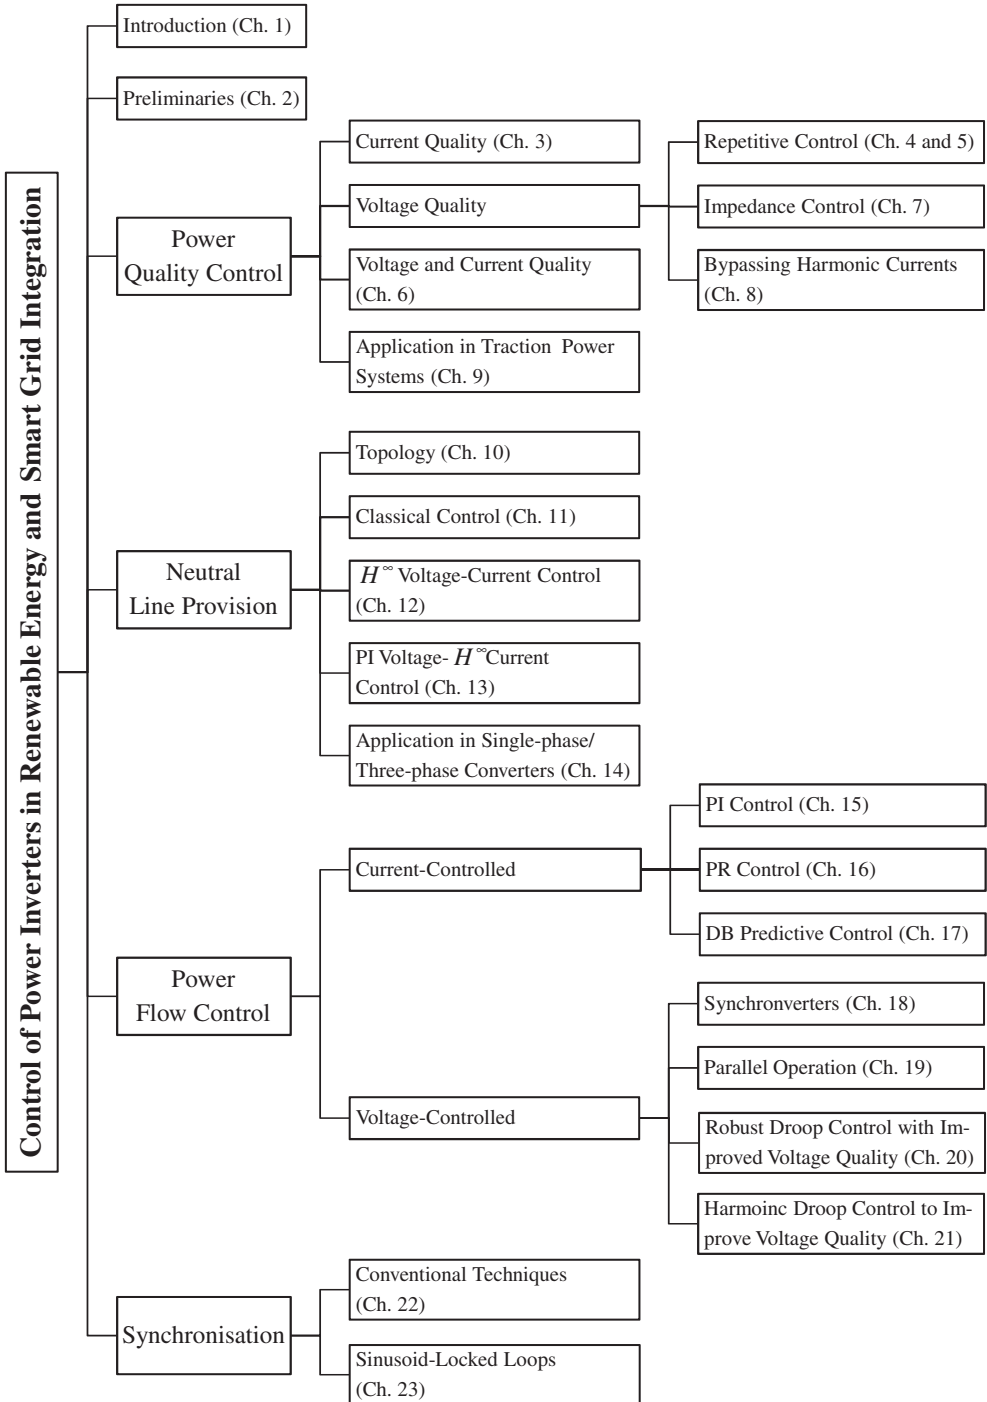 Control of Power Inverters in Renewable Energy and Smart Grid Integration
Introduction (Ch. 1)
Preliminaries (Ch. 2)
Power
Quality Control
Current Quality (Ch. 3)
Voltage Quality
Repetitive Control (Ch. 4 and 5)
Impedance Control (Ch. 7)
Bypassing Harmonic Currents
(Ch. 8)
Voltage and Current Quality
(Ch. 6)
Application in Traction Power
Systems (Ch. 9)
Neutral
Line Provision
Topology (Ch. 10)
Classical Control (Ch. 11)
H∞ Voltage-Current Control
(Ch. 12)
PI Voltage- H∞Current
Control (Ch. 13)
Application in Single-phase/
Three-phase Converters (Ch. 14)
Power
Flow Control
Current-Controlled
PI Control (Ch. 15)
PR Control (Ch. 16)
DB Predictive Control (Ch. 17)
Voltage-Controlled
Synchronverters (Ch. 18)
Parallel Operation (Ch. 19)
Robust Droop Control with Im-
proved Voltage Quality (Ch. 20)
Harmoinc Droop Control to Im-
prove Voltage Quality (Ch. 21)
Synchronisation
Conventional Techniques
(Ch. 22)
Sinusoid-Locked Loops
(Ch. 23)